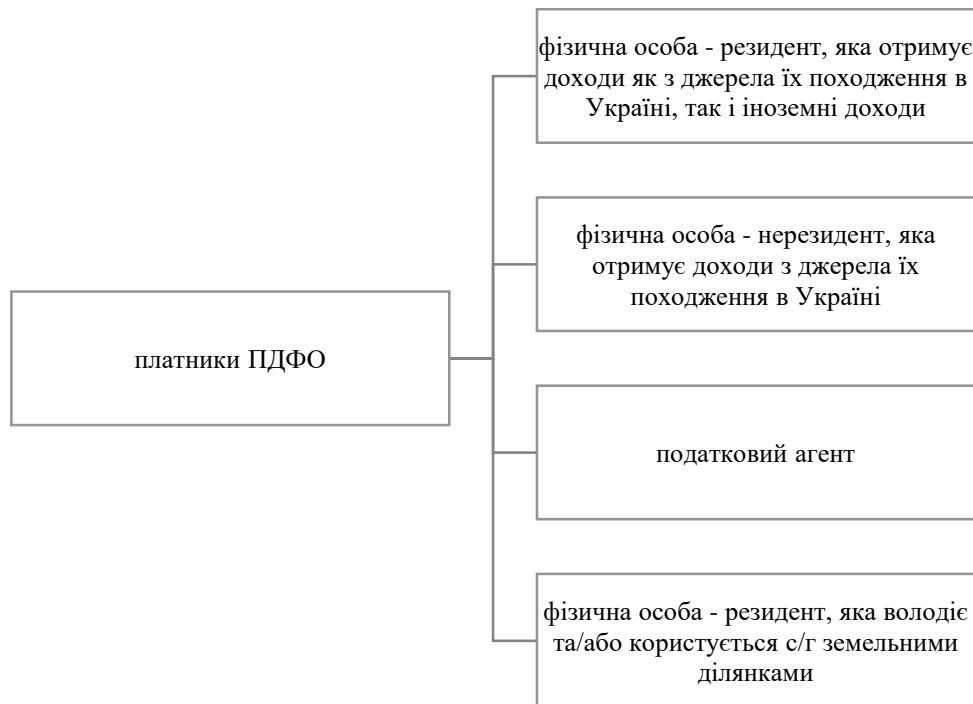 платники ПДФО
фізична особа - резидент, яка отримує
доходи як з джерела їх походження в
Україні, так і іноземні доходи
фізична особа - нерезидент, яка
отримує доходи з джерела їх
походження в Україні
податковий агент
фізична особа - резидент, яка володіє
та/або користується с/г земельними
ділянками